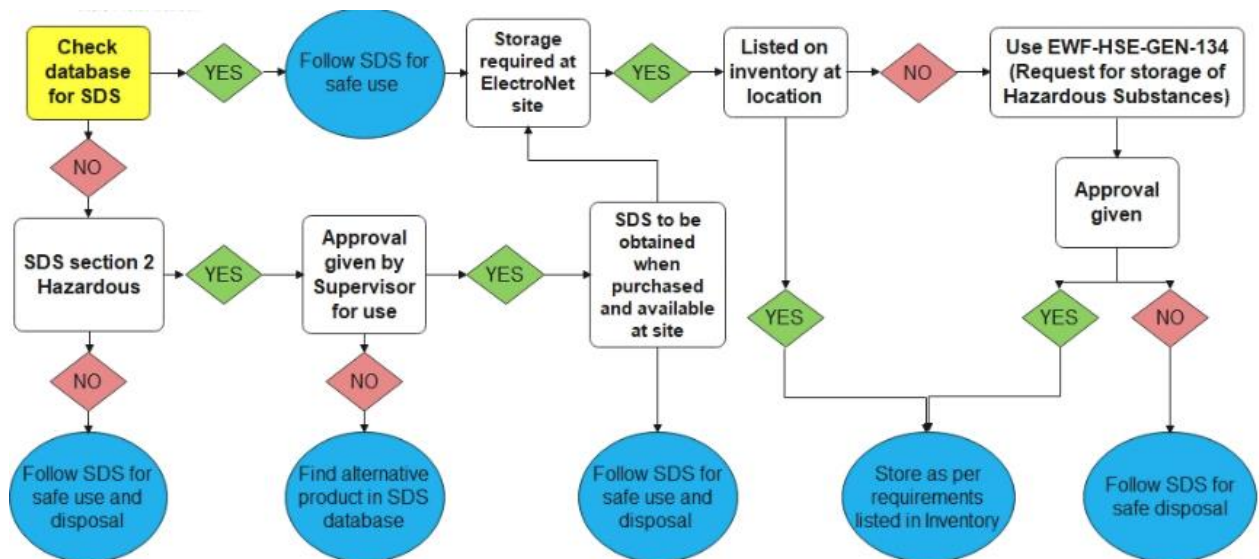 Check
database
for SDS
YES
Follow SDS for
safe use
Storage
required at
ElectroNet
site
YES
Listed on
inventory at
location
NO
Use EWF-HSE-GEN-134
(Request for storage of
Hazardous Substances)
NO
Approval
given
SDS section 2
Hazardous
YES
Approval
given by
Supervisor
for use
YES
SDS to be
obtained
when
purchased
and available
at site
YES
YES
NO
NO
NO
Follow SDS for
safe use and
disposal
Find alternative
product in SDS
database
Follow SDS for
safe use and
disposal
Store as per
requirements
listed in Inventory
Follow SDS for
safe disposal